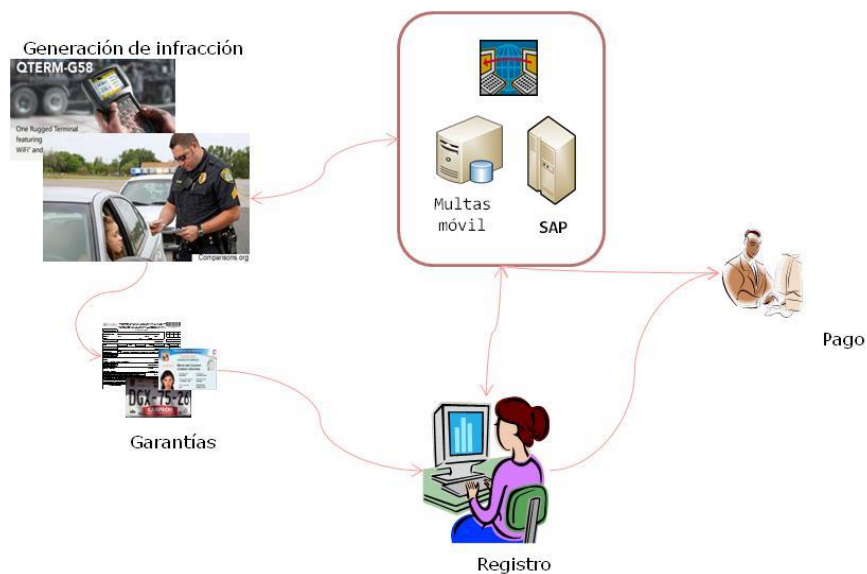 Generación de infracción
QTERM-G58
One Rugged Terminal
featuring
WiFi® and
Comparisons.org
Multas
móvil
SAP
Pago
DGX-75-26
CAMPECHE
Garantías
Registro